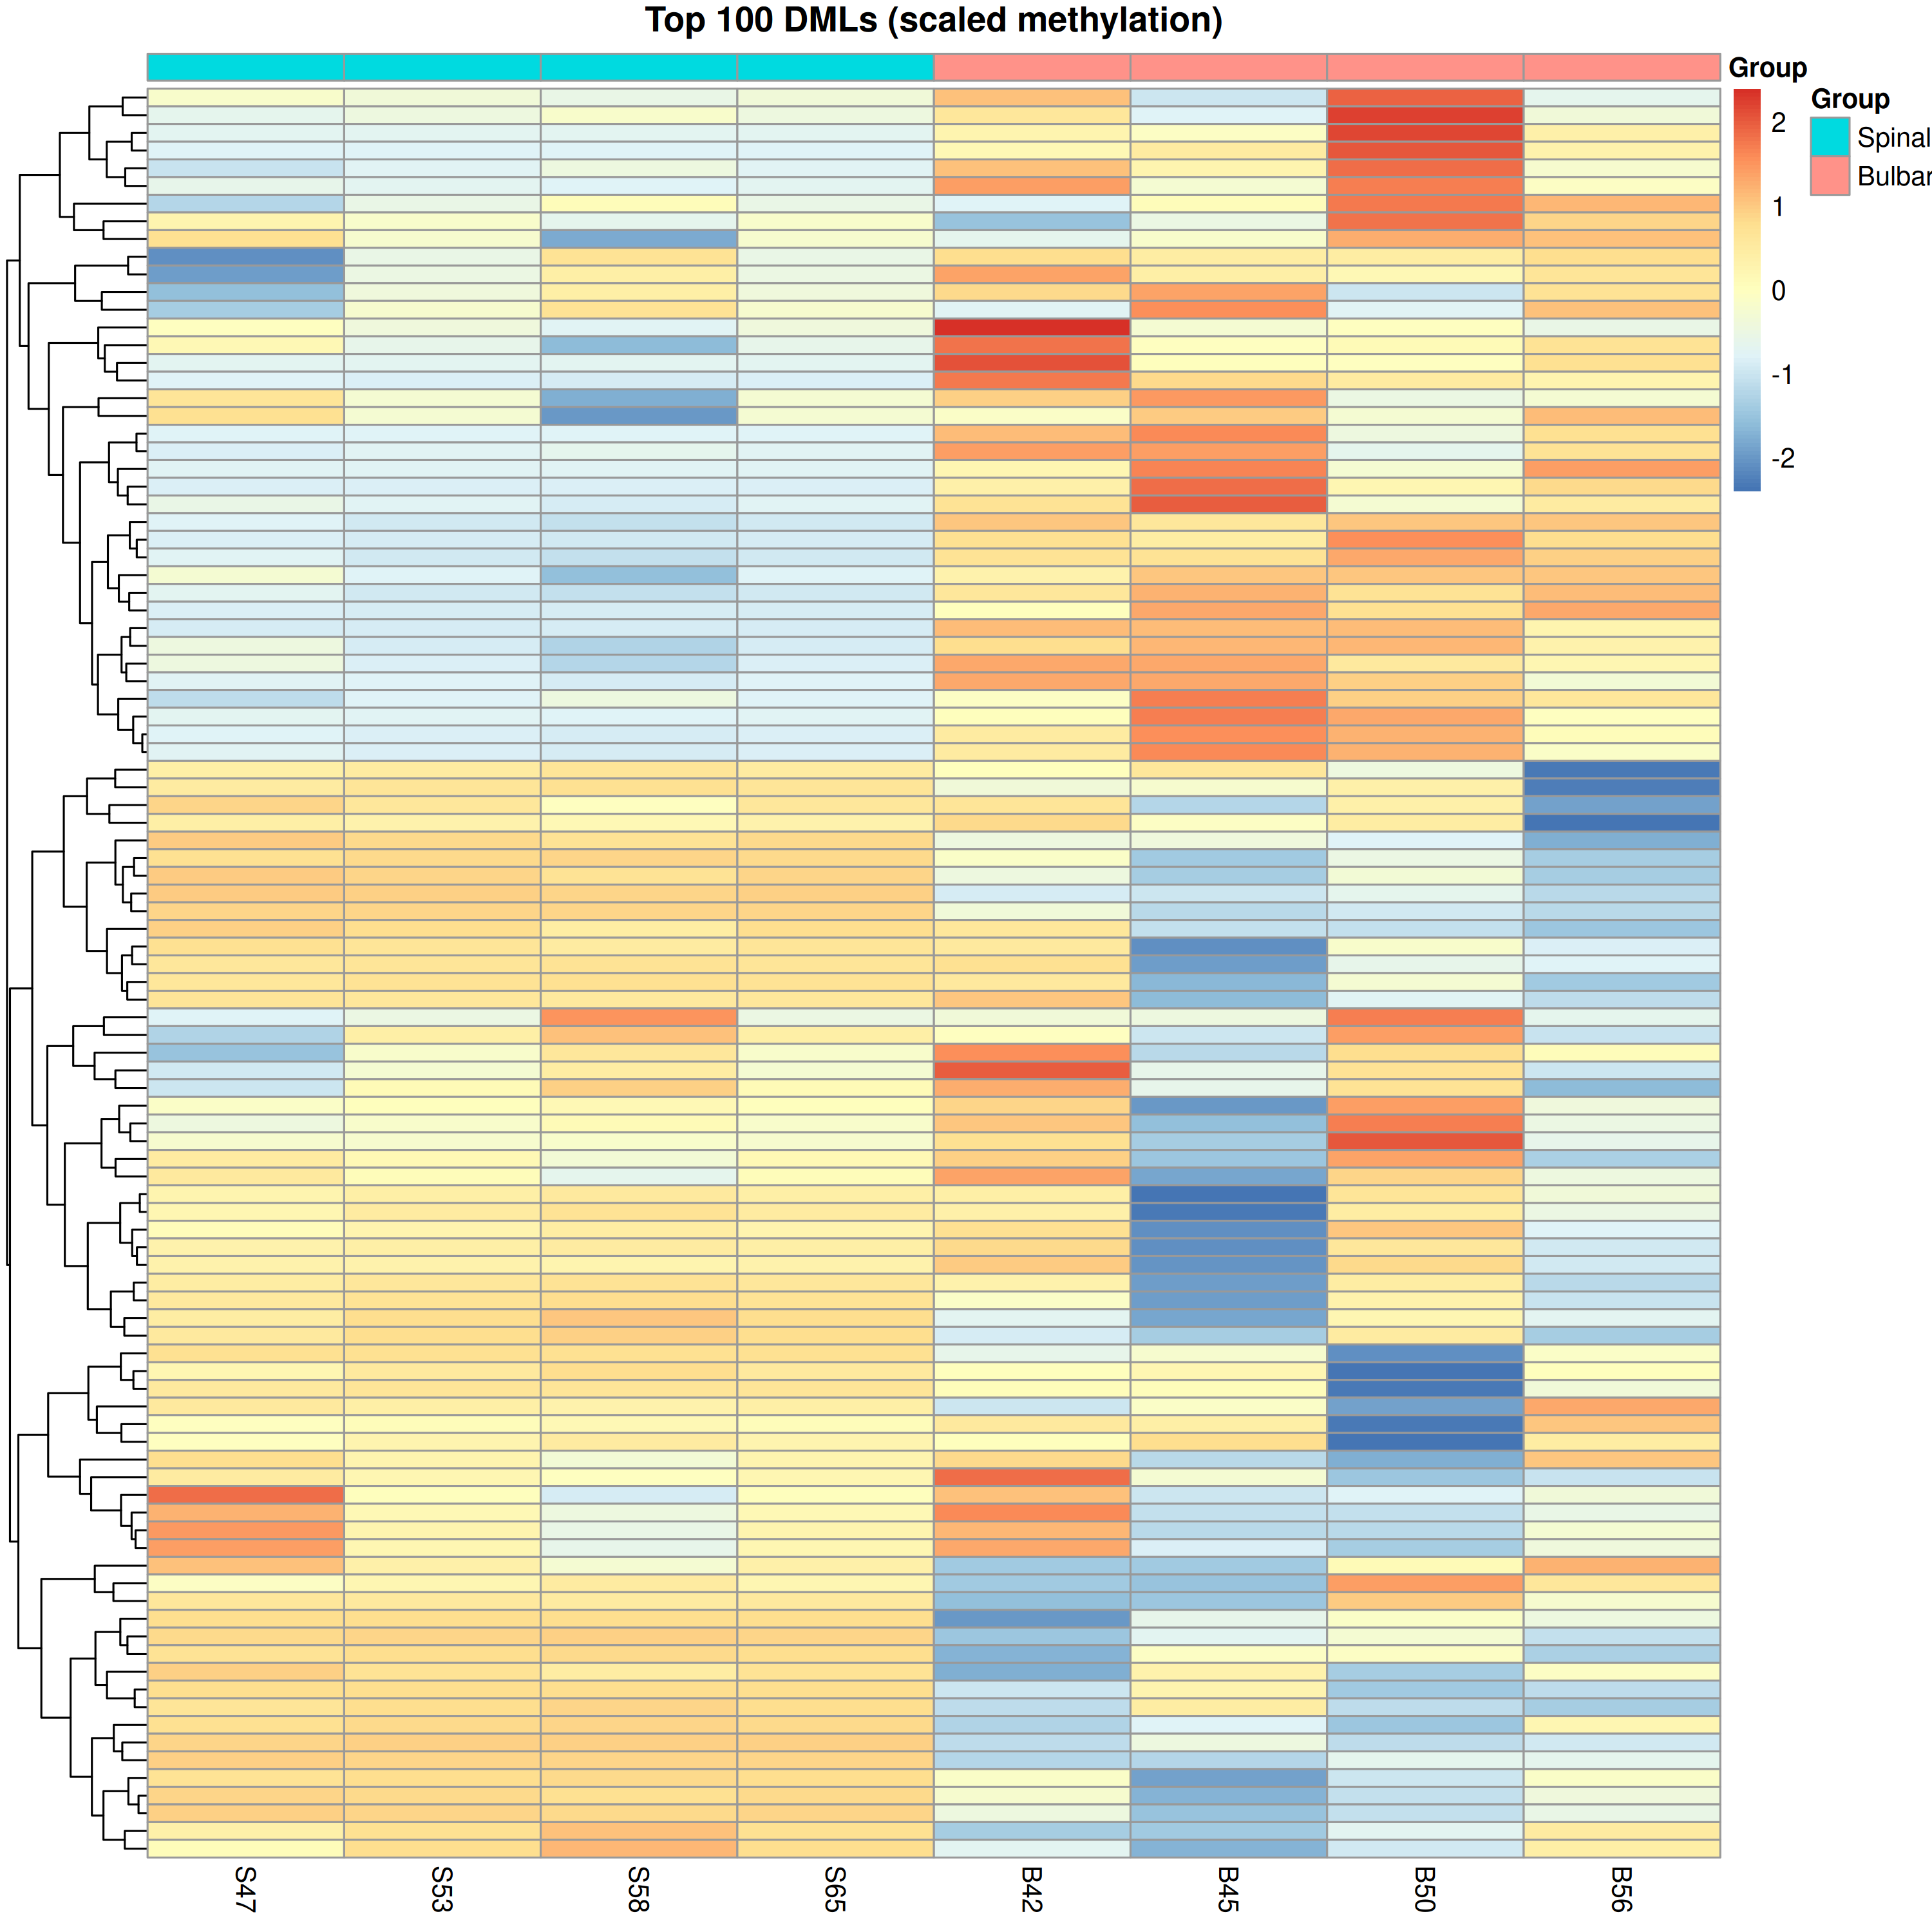 Top 100 DMLs (scaled methylation)
Group
Group
Spinal
Bulbar
2
1
0
-1
-2
S47
S53
S58
S65
B42
B45
B50
B56